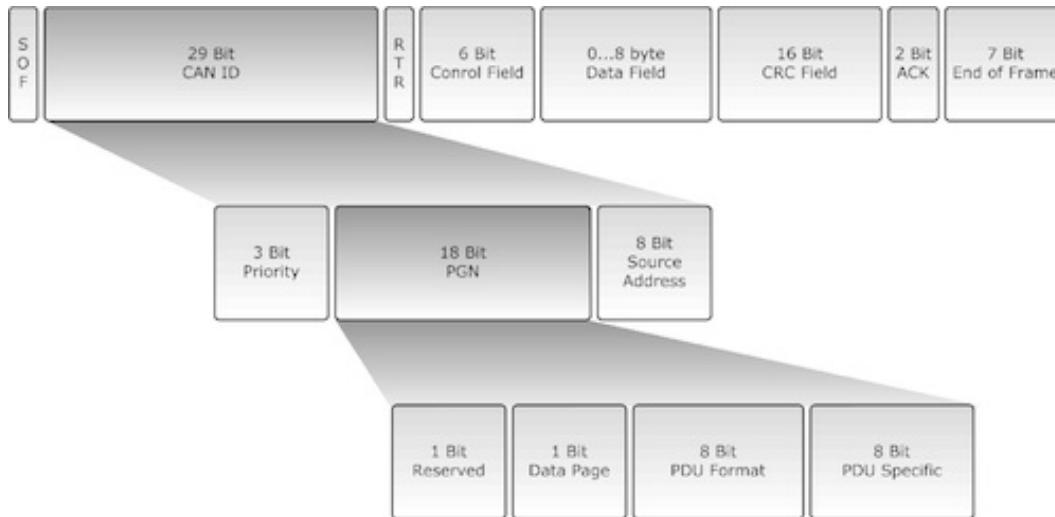 S
O
F
29 Bit
CAN ID
R
T
R
6 Bit
Conrol Field
0...8 byte
Data Field
16 Bit
CRC Field
2 Bit
ACK
7 Bit
End of Frame
3 Bit
Priority
18 Bit
PGN
8 Bit
Source
Address
1 Bit
Reserved
1 Bit
Data Page
8 Bit
PDU Format
8 Bit
PDU Specific